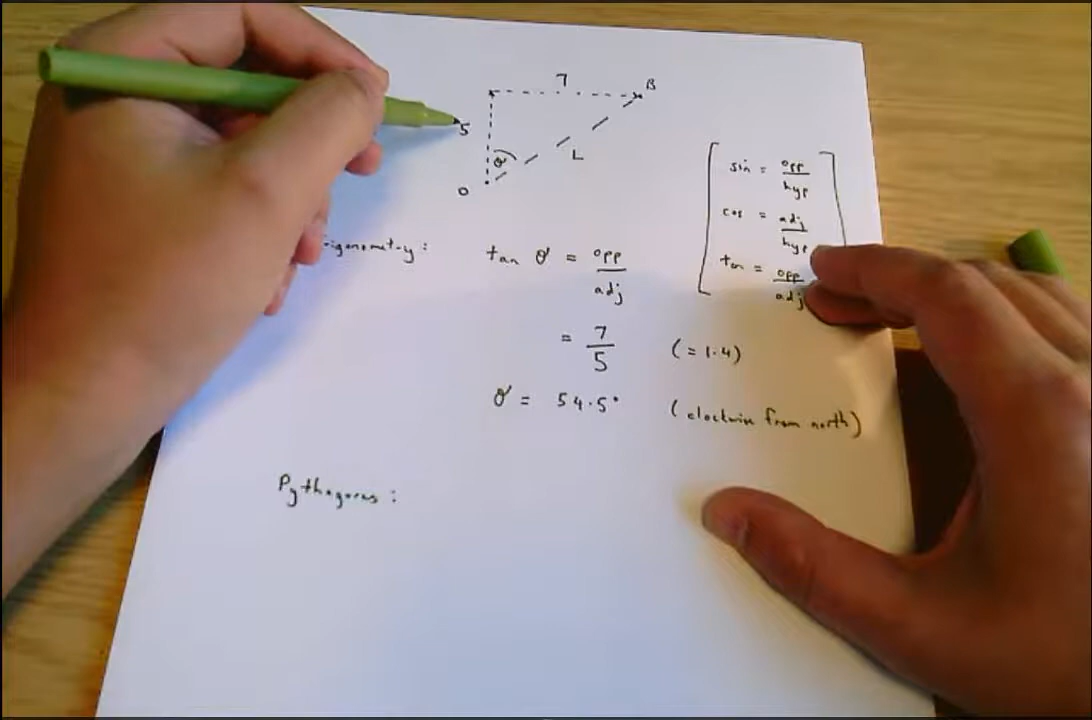 7
B
5
θ
L
O
sin = opp
hyp
cos = adj
hyp
tan = opp
adj
tan θ = opp
adj
= 7
5
(= 1.4)
θ = 54.5° (clockwise from north)
Pythagoras :